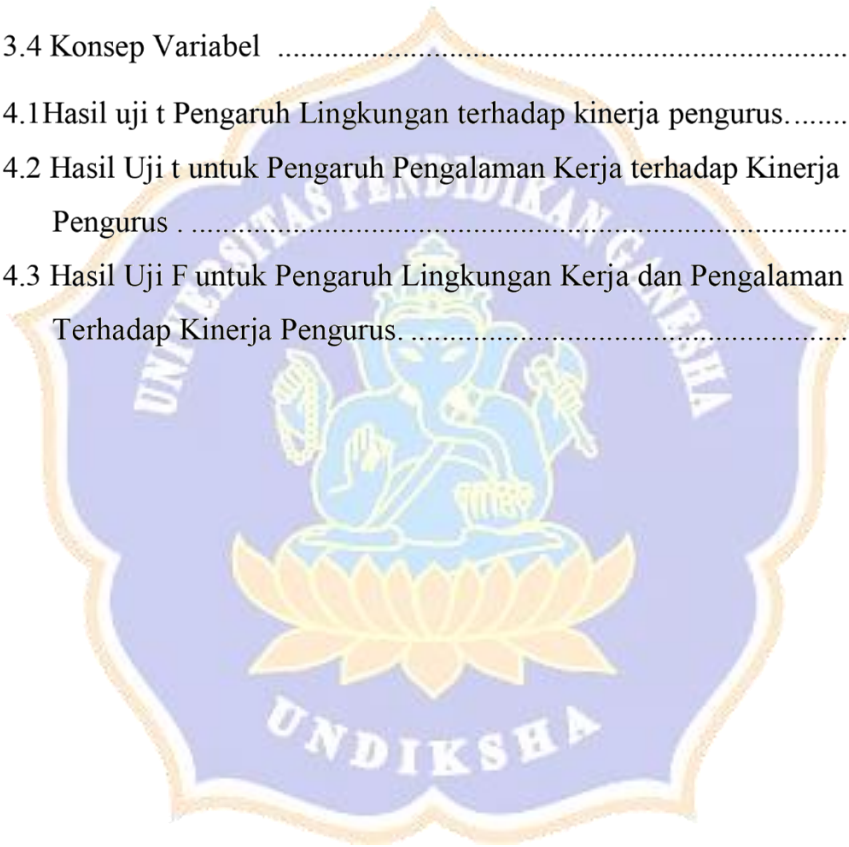 3.4 Konsep Variabel ..........................................................................
4.1Hasil uji t Pengaruh Lingkungan terhadap kinerja pengurus........
4.2 Hasil Uji t untuk Pengaruh Pengalaman Kerja terhadap Kinerja
Pengurus . .....................................................................................
4.3 Hasil Uji F untuk Pengaruh Lingkungan Kerja dan Pengalaman
Terhadap Kinerja Pengurus. .........................................................
UNIVERSITAS PENDIDIKAN GANESHA
UNDIKSHA